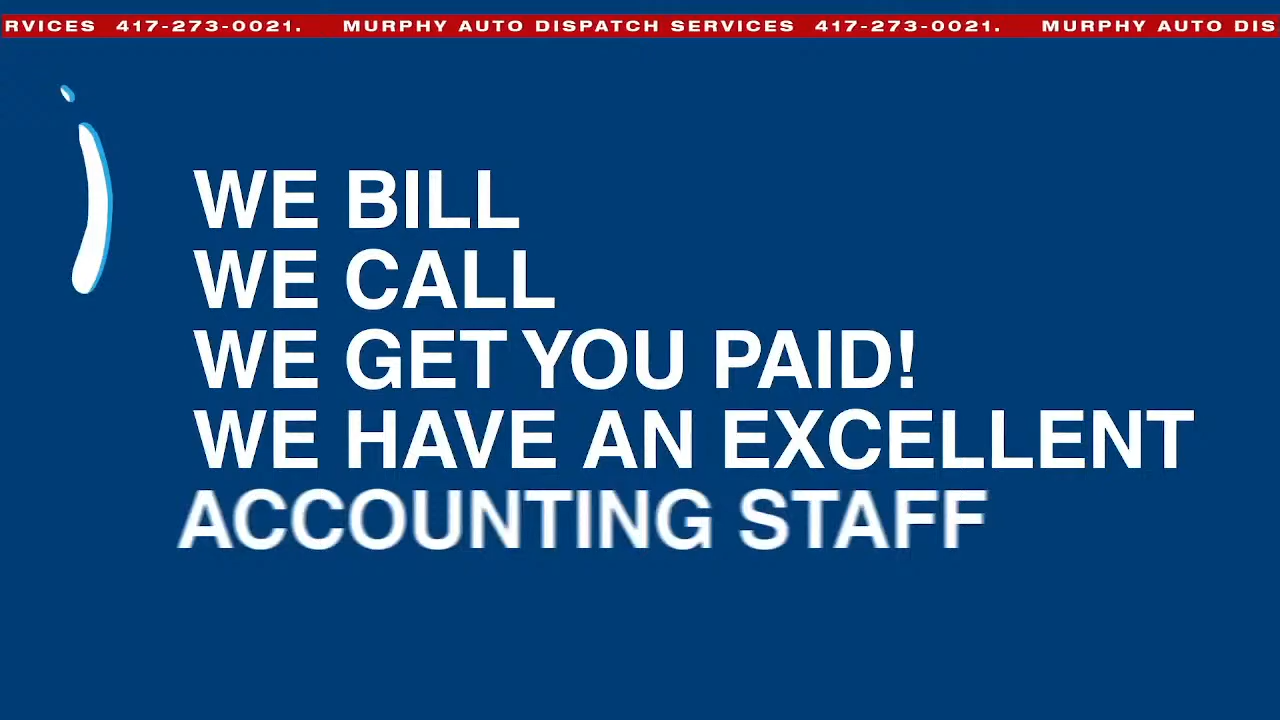 RVICES 417-273-0021. MURPHY AUTO DISPATCH SERVICES 417-273-0021. MURPHY AUTO DIS
WE BILL
WE CALL
WE GET YOU PAID!
WE HAVE AN EXCELLENT
ACCOUNTING STAFF